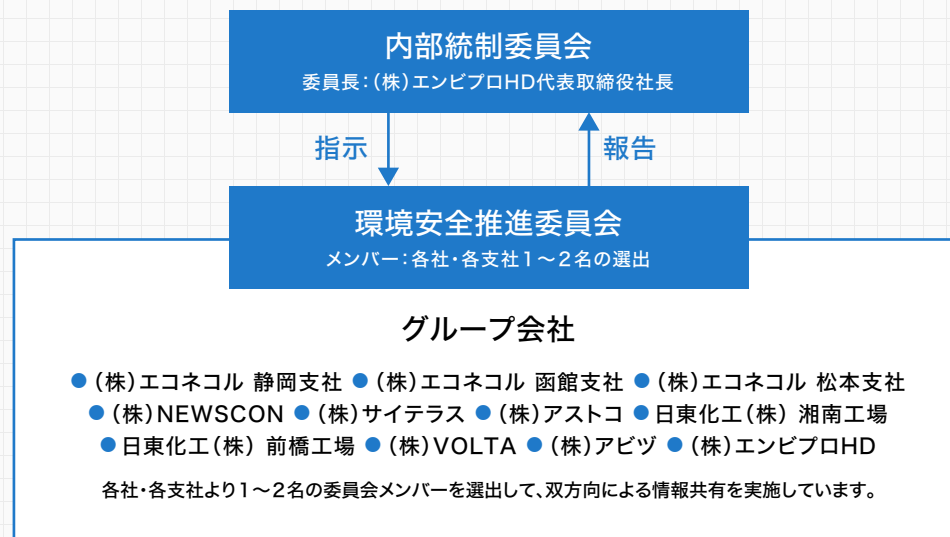 内部統制委員会
委員長：（株）エンビプロHD代表取締役社長
指示
報告
環境安全推進委員会
メンバー：各社・各支社1～2名の選出
グループ会社
● （株）エコネコル 静岡支社 ● （株）エコネコル 函館支社 ● （株）エコネコル 松本支社
● （株）NEWSCON ● （株）サイテラス ● （株）アストコ ● 日東化工（株） 湘南工場
● 日東化工（株） 前橋工場 ● （株）VOLTA ● （株）アビヅ ● （株）エンビプロHD
各社・各支社より1～2名の委員会メンバーを選出して、双方向による情報共有を実施しています。